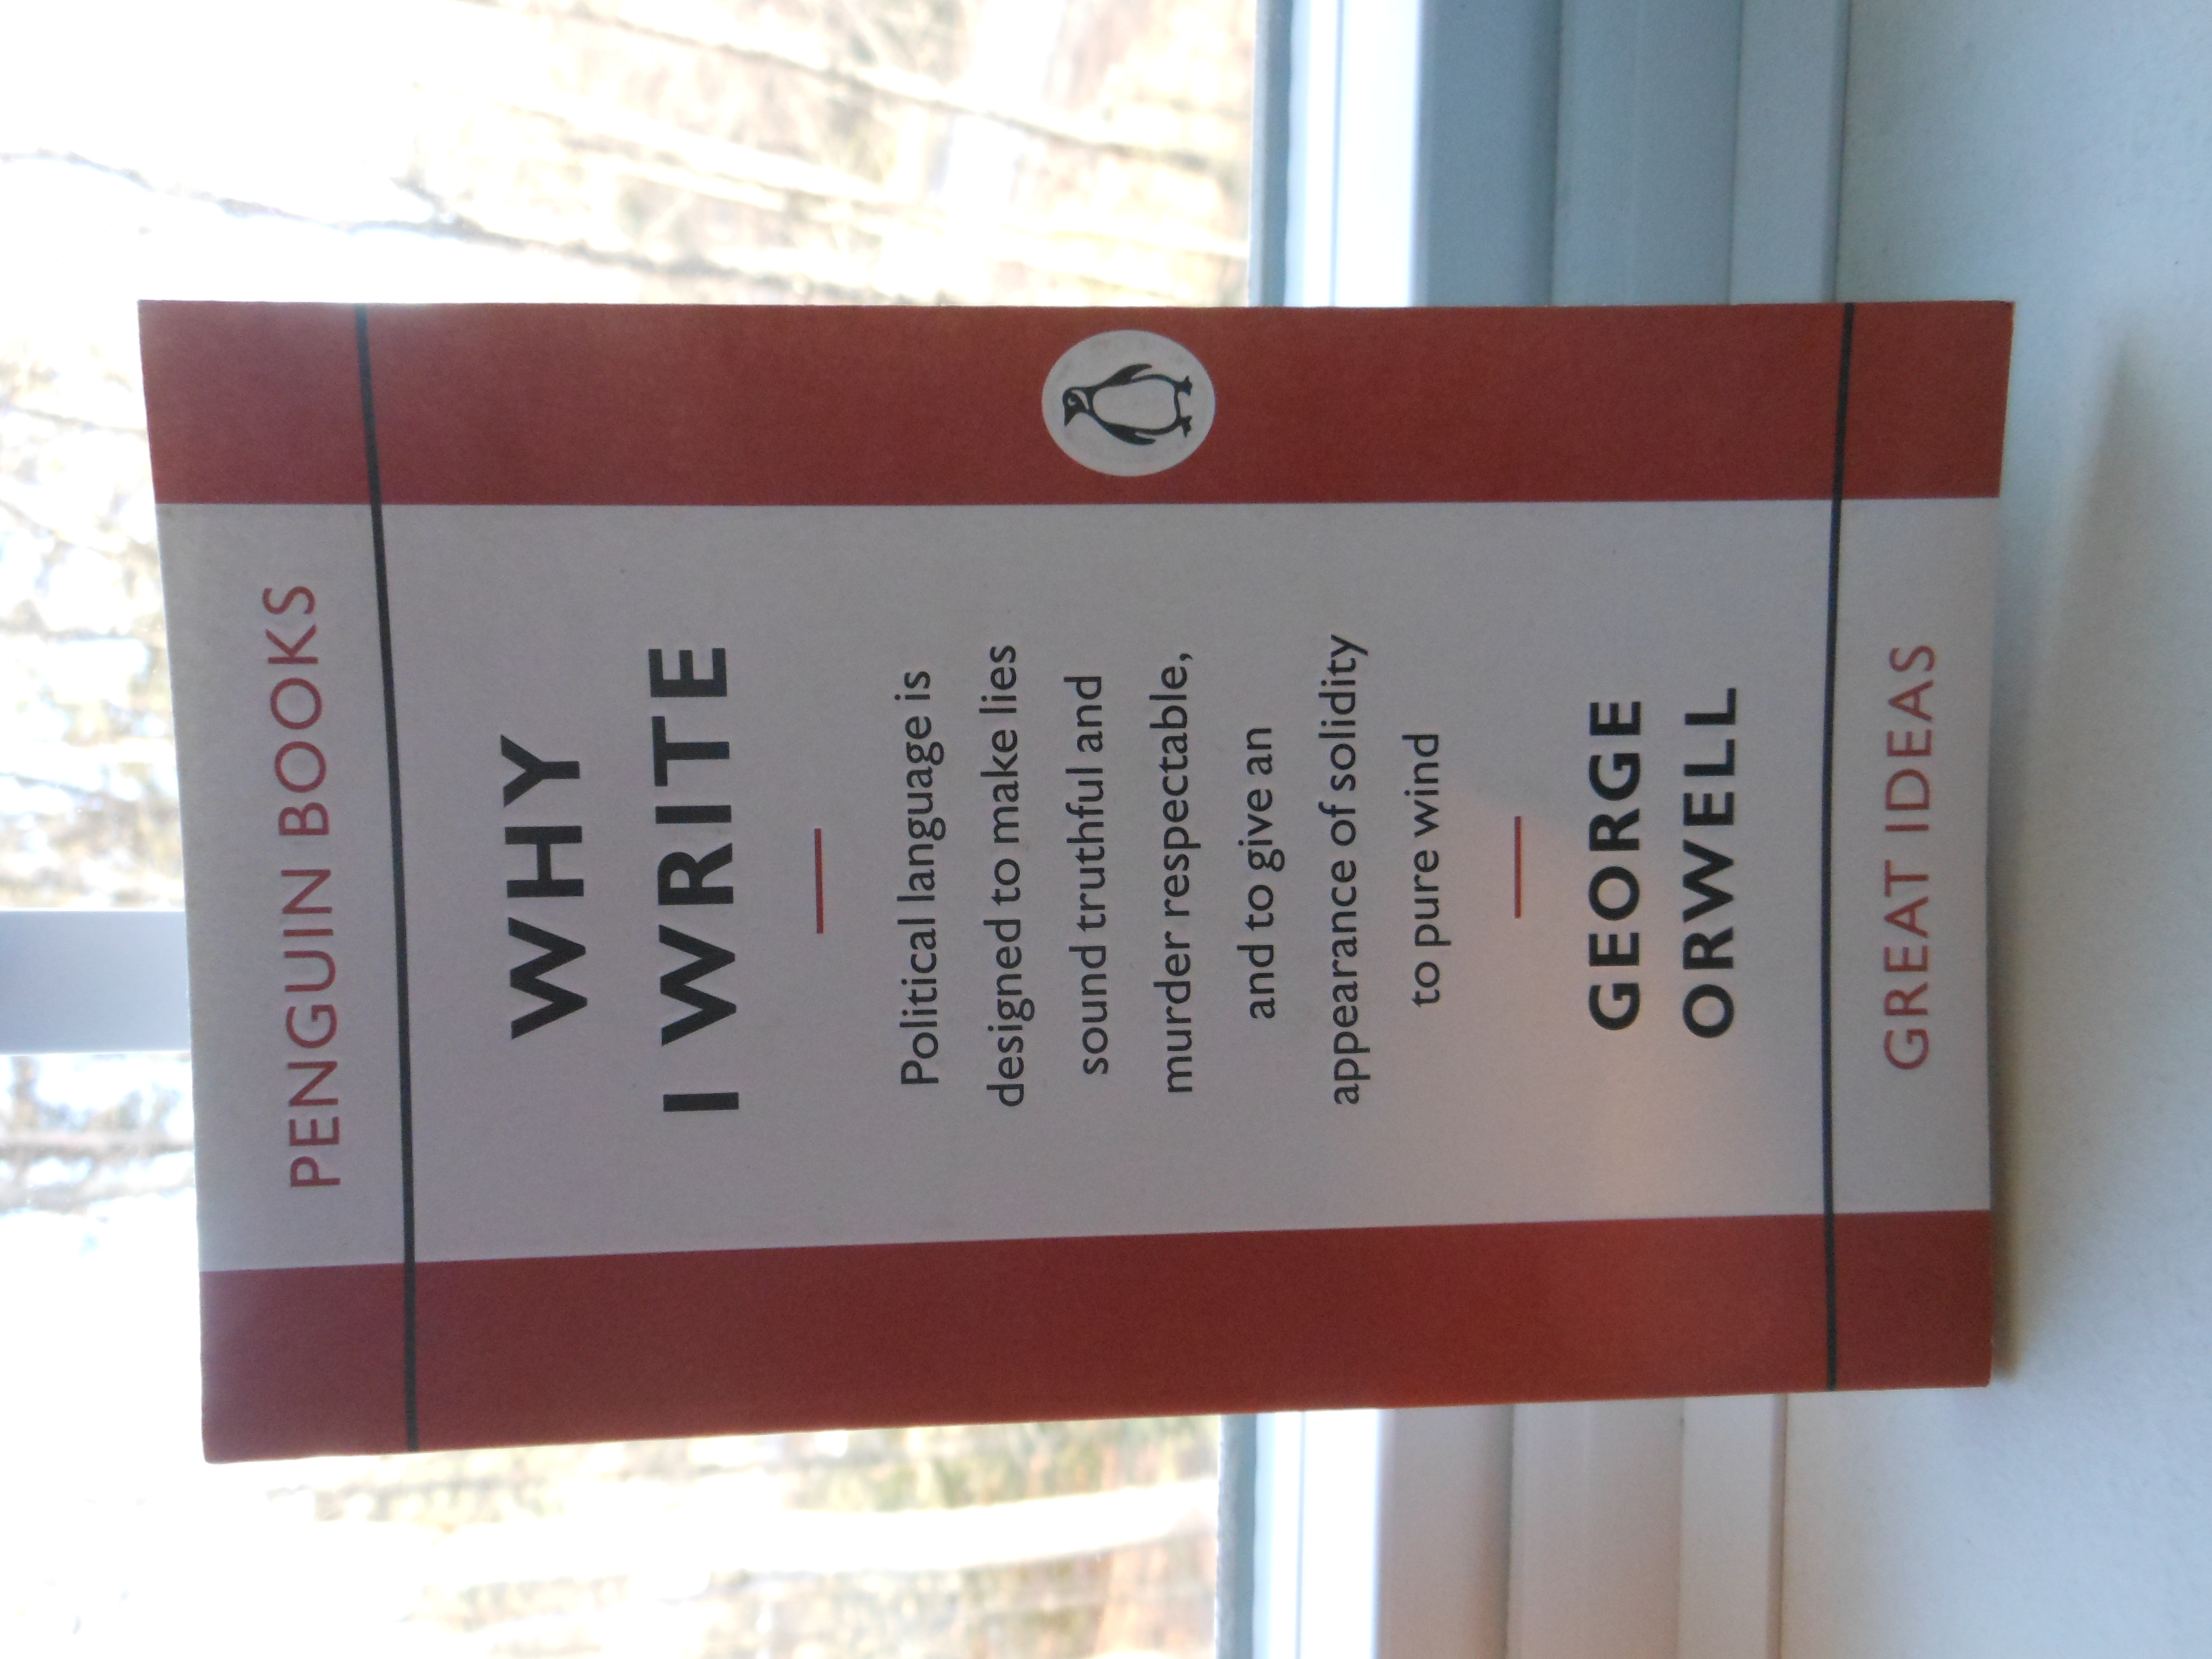 PENGUIN BOOKS
WHY
I WRITE
Political language is
designed to make lies
sound truthful and
murder respectable,
and to give an
appearance of solidity
to pure wind
GEORGE
ORWELL
GREAT IDEAS